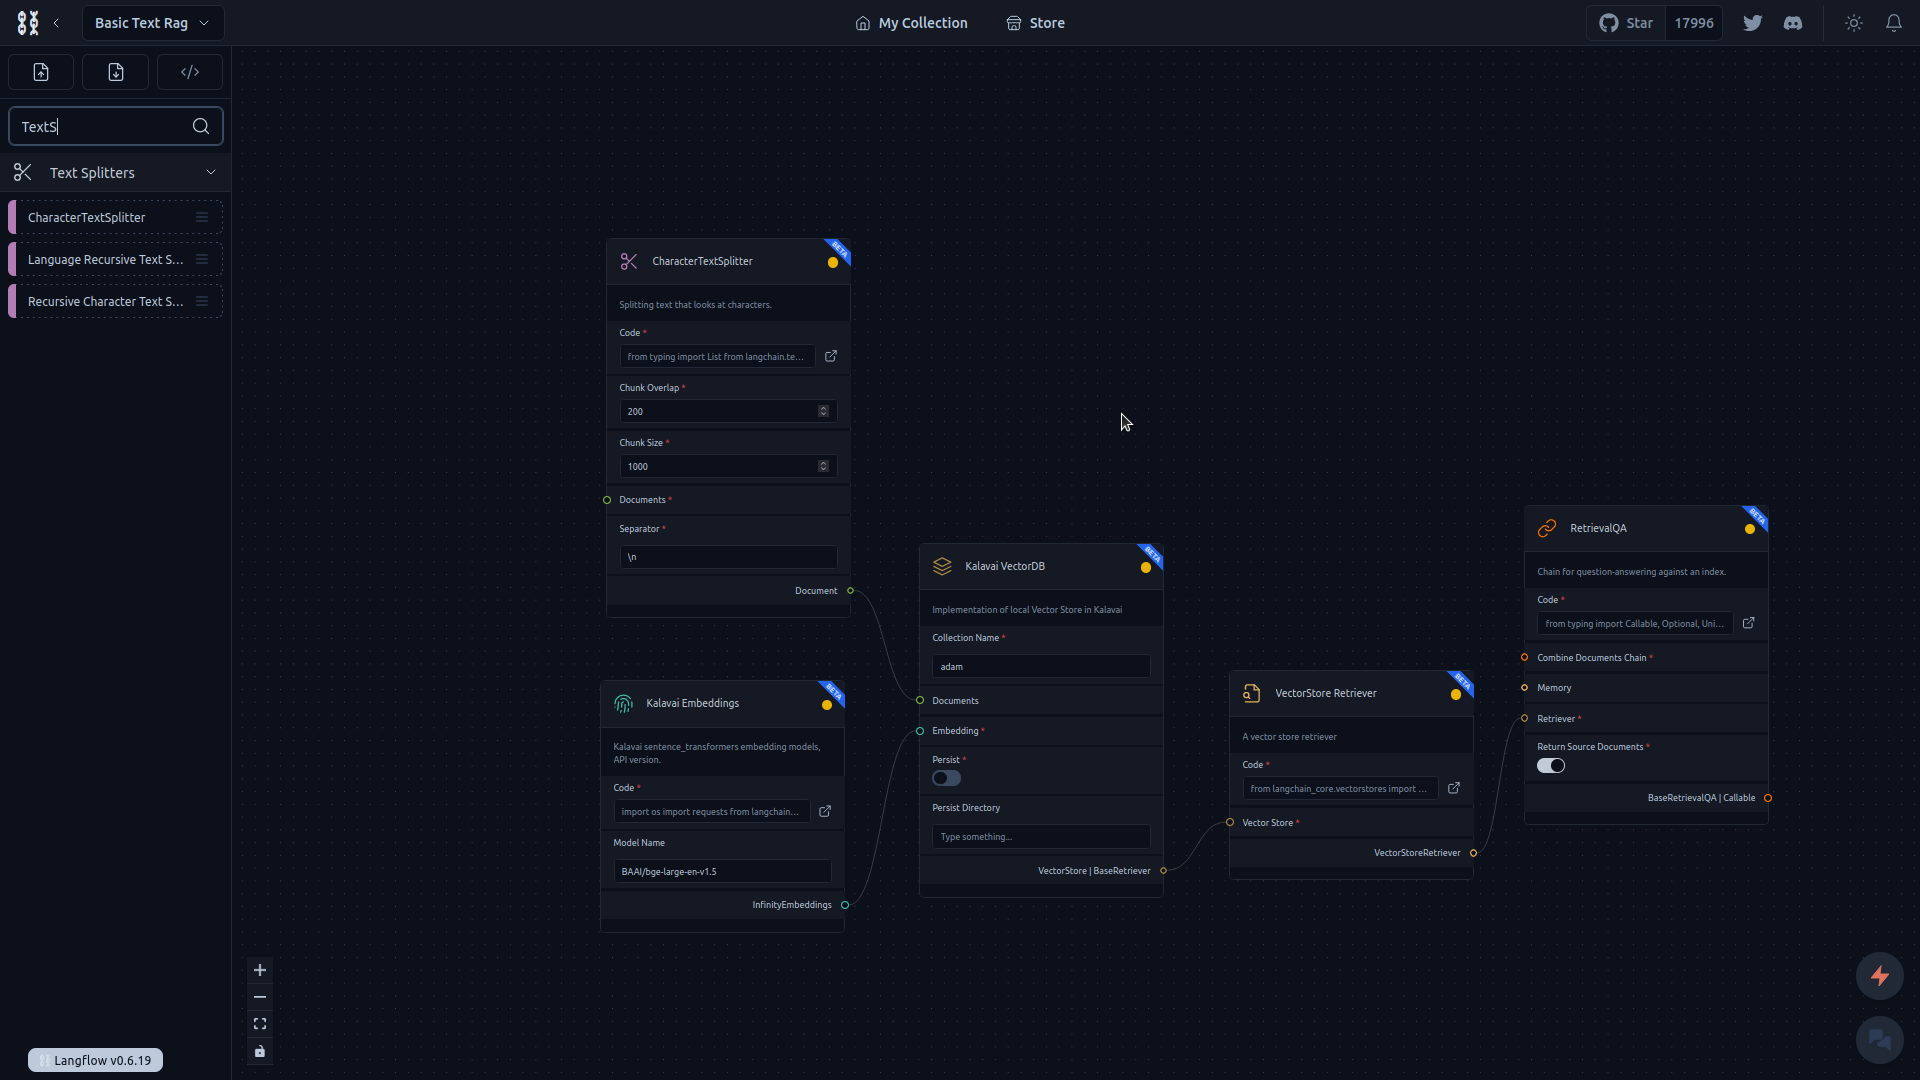 Basic Text Rag
My Collection
Store
Star
17996
TextS
Text Splitters
CharacterTextSplitter
Language Recursive Text S...
Recursive Character Text S...
BETA
CharacterTextSplitter
Splitting text that looks at characters.
Code *
from typing import List from langchain.te...
Chunk Overlap *
200
Chunk Size *
1000
Documents *
Separator *
\n
Document
BETA
Kalavai Embeddings
Kalavai sentence_transformers embedding models,
API version.
Code *
import os import requests from langchain...
Model Name
BAAI/bge-large-en-v1.5
InfinityEmbeddings
BETA
Kalavai VectorDB
Implementation of local Vector Store in Kalavai
Collection Name *
adam
Documents
Embedding *
Persist *
Persist Directory
Type something...
VectorStore | BaseRetriever
BETA
VectorStore Retriever
A vector store retriever
Code *
from langchain_core.vectorstores import ...
Vector Store *
VectorStoreRetriever
BETA
RetrievalQA
Chain for question-answering against an index.
Code *
from typing import Callable, Optional, Uni...
Combine Documents Chain *
Memory
Retriever *
Return Source Documents *
BaseRetrievalQA | Callable
Langflow v0.6.19